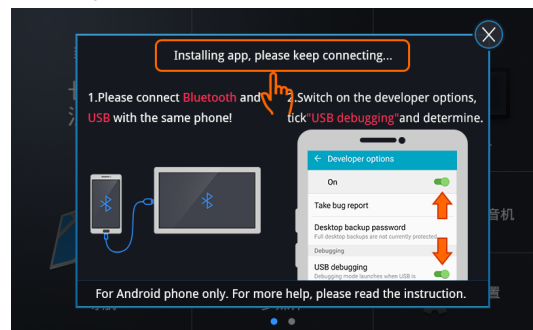 Installing app, please keep connecting...
1.Please connect Bluetooth and
USB with the same phone!
2.Switch on the developer options,
tick"USB debugging"and determine.
Developer options
On
Take bug report
Desktop backup password
Full desktop backups are not currently protected.
Debugging
USB debugging
Debugging mode launches when USB is
For Android phone only. For more help, please read the instruction.
音机
置